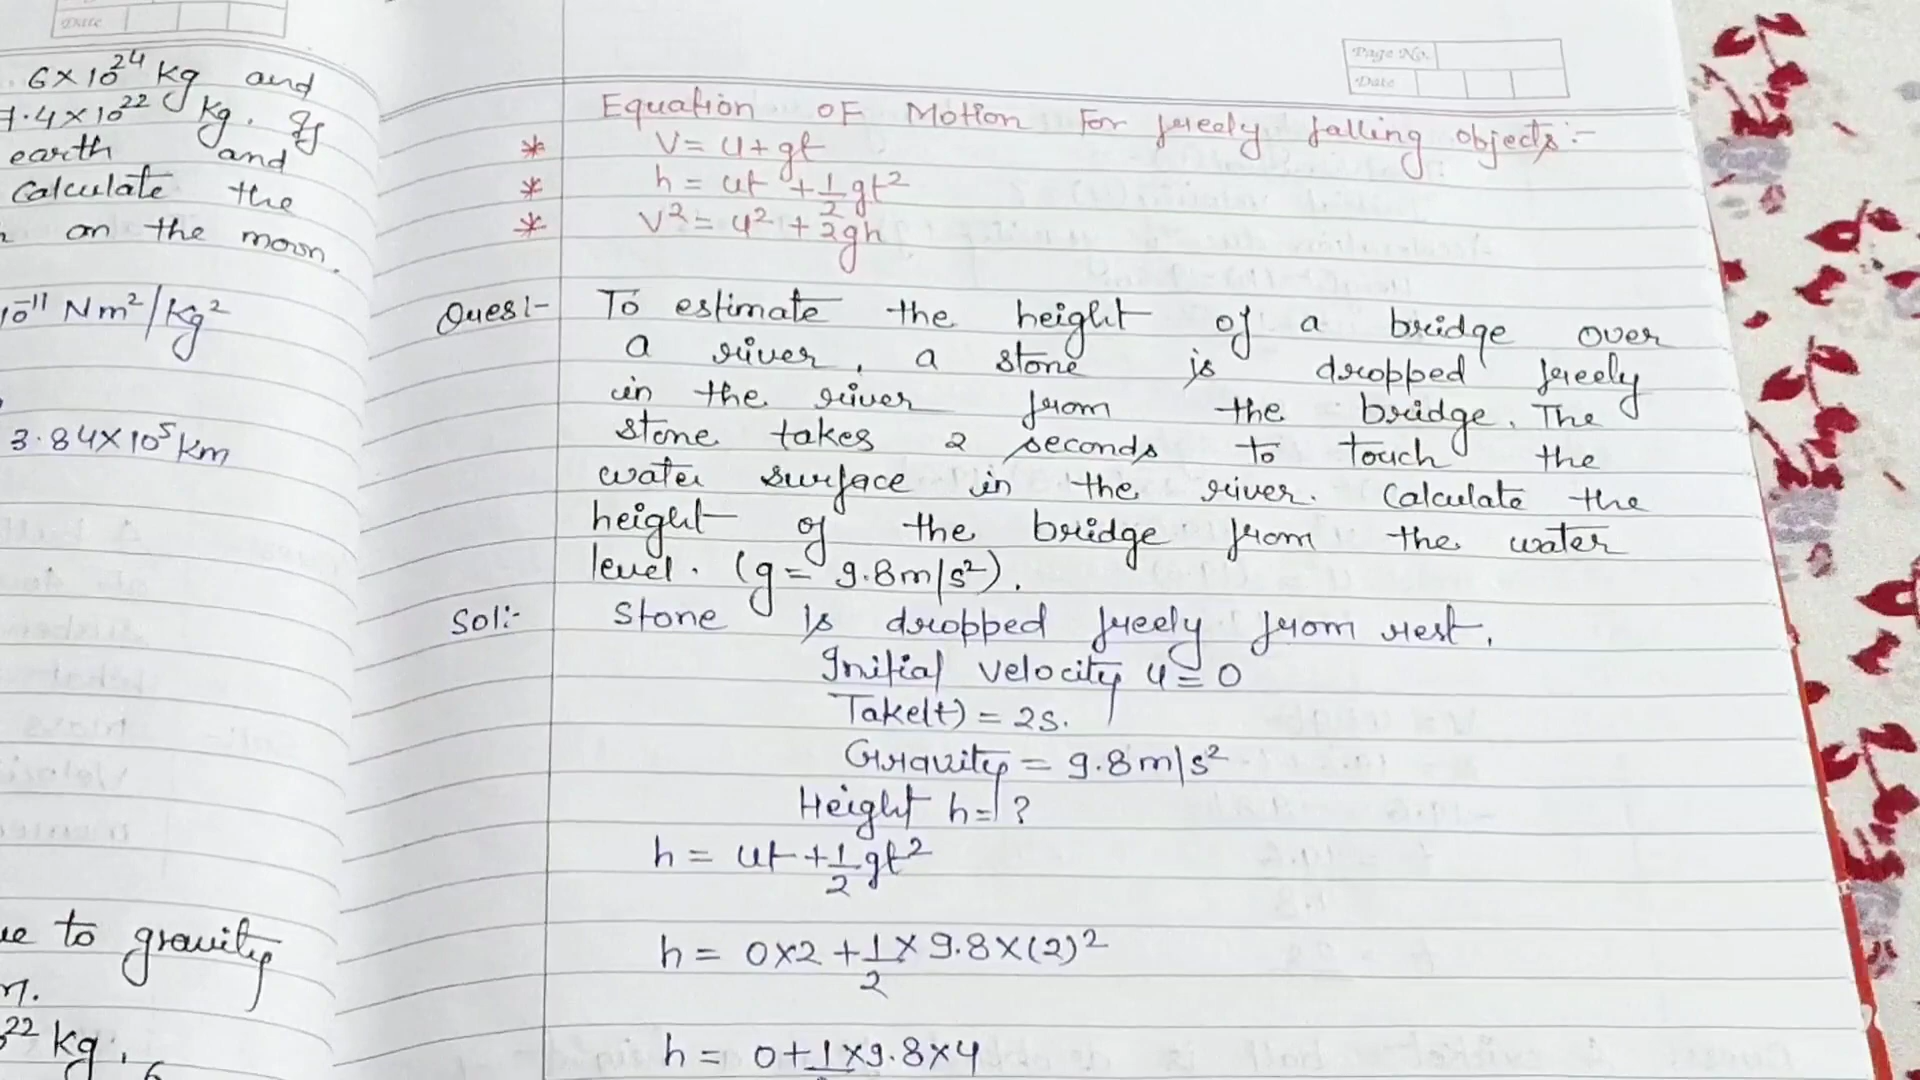 Date
6×10²⁴ kg and
7.4×10²² kg. If
earth and
Calculate the
on the moon.
10⁻¹¹ Nm²/kg²
3.84×10⁵ km
to gravity
²² kg.
Page No.
Date
Equation OF Motion For freely falling objects:-
* V = u + gt
* h = ut + 1/2 gt²
* V² = u² + 2gh
Ques:- To estimate the height of a bridge over
a river, a stone is dropped freely
in the river from the bridge. The
stone takes 2 seconds to touch the
water surface in the river. Calculate the
height of the bridge from the water
level. (g = 9.8m/s²).
Sol:- Stone is dropped freely from rest.
Initial velocity u = 0
Take(t) = 2s.
Gravity = 9.8m/s²
Height h = ?
h = ut + 1/2 gt²
h = 0×2 + 1/2 × 9.8×(2)²
h = 0+1/2×9.8×4